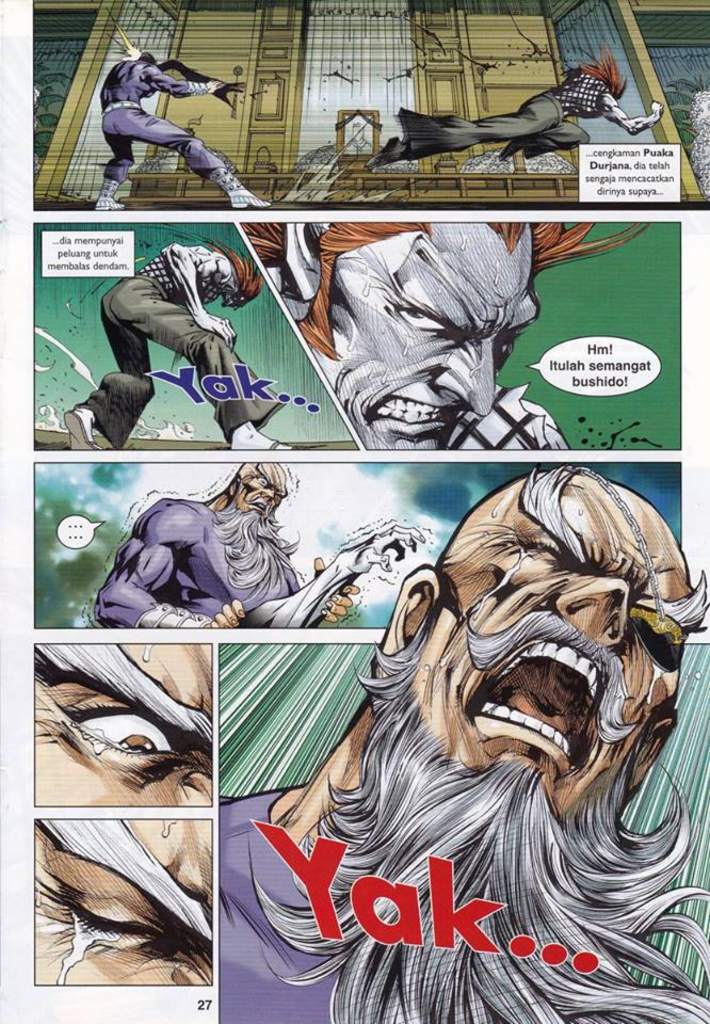 ...cengkaman Puaka
Durjana, dia telah
sengaja mencacatkan
dirinya supaya...
...dia mempunyai
peluang untuk
membalas dendam.
Yak...
Hm!
Itulah semangat
bushido!
...
...
Yak...
27